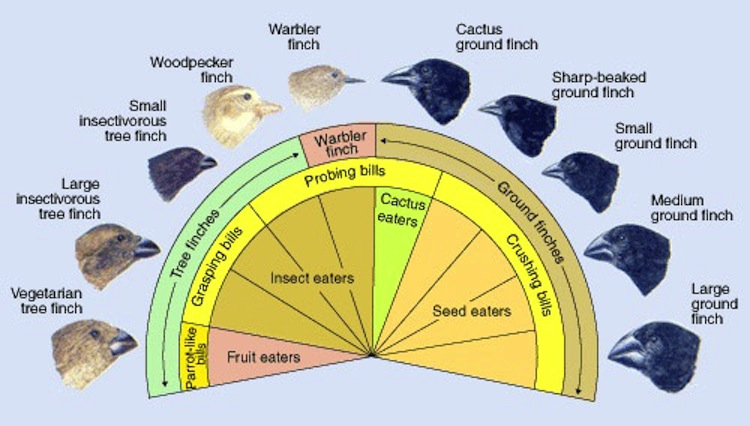 Warbler
finch
Cactus
ground finch
Woodpecker
finch
Sharp-beaked
ground finch
Small
insectivorous
tree finch
Small
ground finch
Large
insectivorous
tree finch
Medium
ground finch
Vegetarian
tree finch
Large
ground
finch
Tree finches
Warbler
finch
Ground finches
Parrot-like
bills
Grasping bills
Probing bills
Crushing bills
Fruit eaters
Insect eaters
Cactus
eaters
Seed eaters